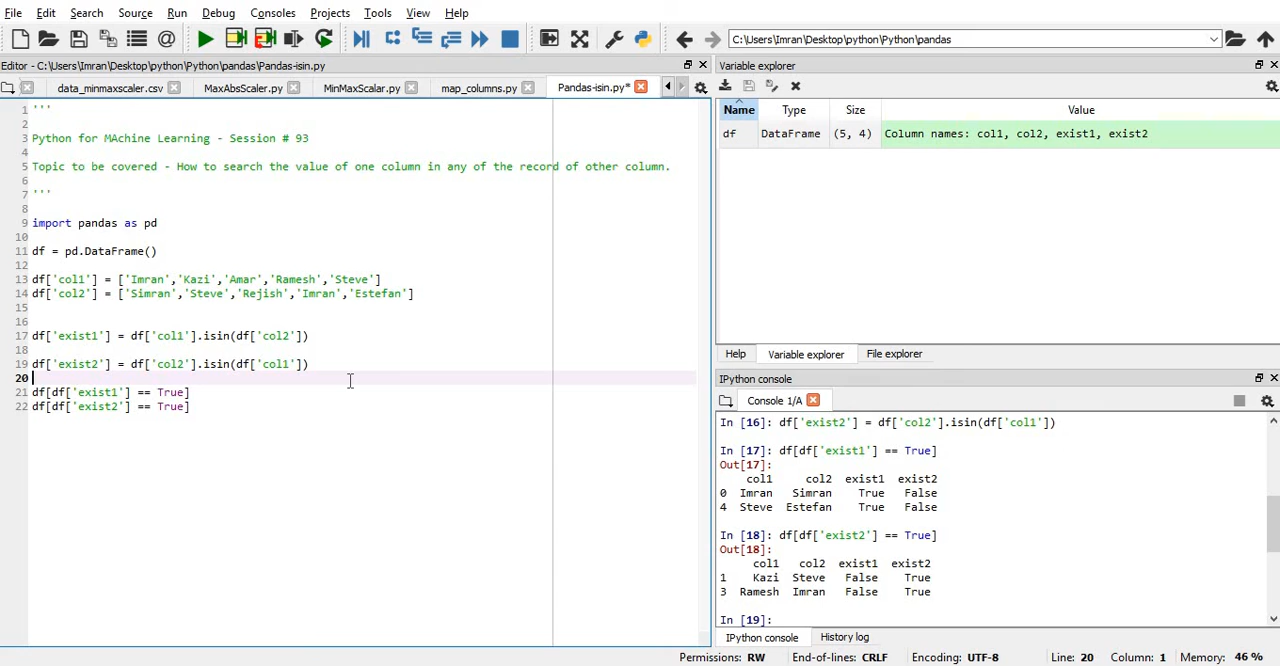 File Edit Search Source Run Debug Consoles Projects Tools View Help
C:\Users\Imran\Desktop\python\Python\pandas
Editor - C:\Users\Imran\Desktop\python\Python\pandas\Pandas-isin.py
data_minmaxscaler.csv MaxAbsScaler.py MinMaxScalar.py map_columns.py Pandas-isin.py*
1 '''
2
3 Python for MAchine Learning - Session # 93
4
5 Topic to be covered - How to search the value of one column in any of the record of other column.
6
7 '''
8
9 import pandas as pd
10
11 df = pd.DataFrame()
12
13 df['col1'] = ['Imran','Kazi','Amar','Ramesh','Steve']
14 df['col2'] = ['Simran','Steve','Rejish','Imran','Estefan']
15
16
17 df['exist1'] = df['col1'].isin(df['col2'])
18
19 df['exist2'] = df['col2'].isin(df['col1'])
20
21 df[df['exist1'] == True]
22 df[df['exist2'] == True]
Variable explorer
Name Type Size Value
df DataFrame (5, 4) Column names: col1, col2, exist1, exist2
Help Variable explorer File explorer
IPython console
Console 1/A
In [16]: df['exist2'] = df['col2'].isin(df['col1'])
In [17]: df[df['exist1'] == True]
Out[17]:
col1 col2 exist1 exist2
0 Imran Simran True False
4 Steve Estefan True False
In [18]: df[df['exist2'] == True]
Out[18]:
col1 col2 exist1 exist2
1 Kazi Steve False True
3 Ramesh Imran False True
In [19]:
IPython console History log
Permissions: RW End-of-lines: CRLF Encoding: UTF-8 Line: 20 Column: 1 Memory: 46 %